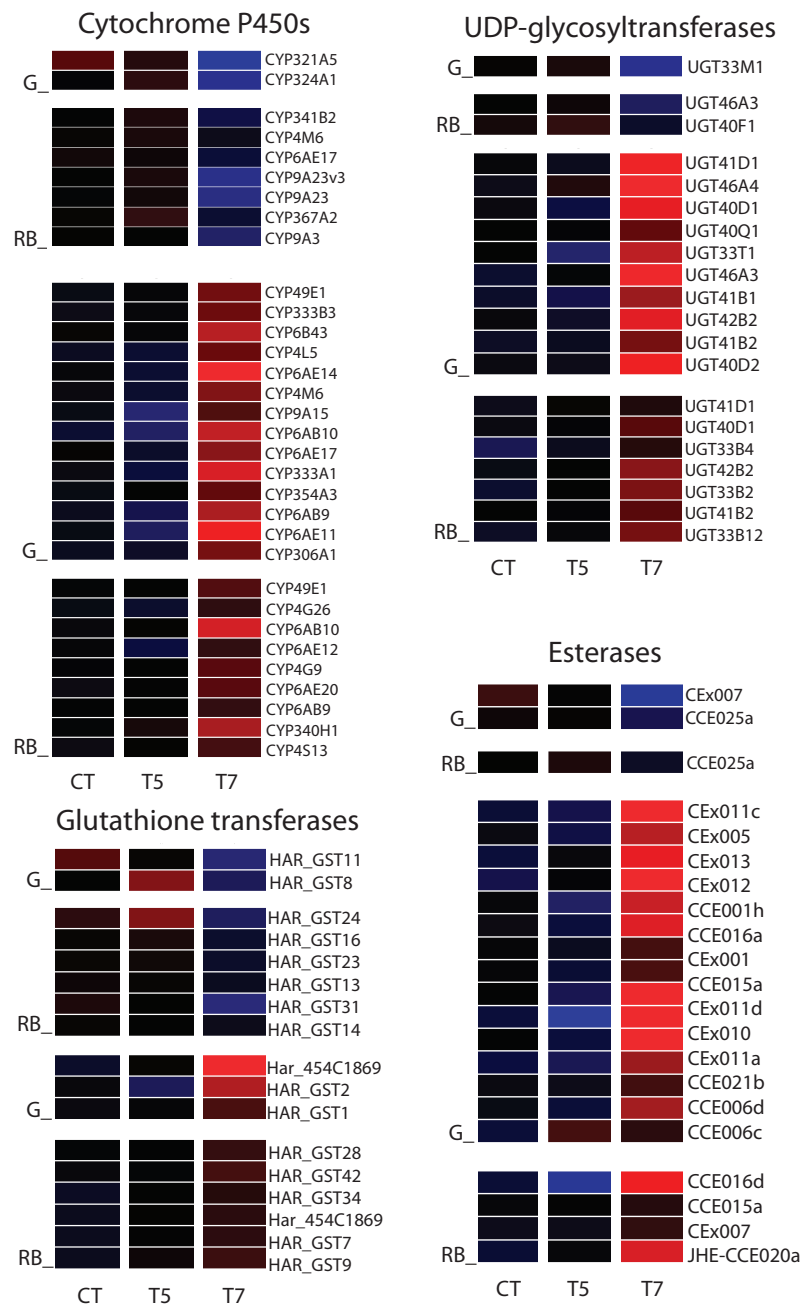 Cytochrome P450s
CYP321A5
G_ CYP324A1
CYP341B2
CYP4M6
CYP6AE17
CYP9A23v3
CYP9A23
CYP367A2
RB_ CYP9A3
CYP49E1
CYP333B3
CYP6B43
CYP4L5
CYP6AE14
CYP4M6
CYP9A15
CYP6AB10
CYP6AE17
CYP333A1
CYP354A3
CYP6AB9
CYP6AE11
G_ CYP306A1
CYP49E1
CYP4G26
CYP6AB10
CYP6AE12
CYP4G9
CYP6AE20
CYP6AB9
CYP340H1
RB_ CYP4S13
CT T5 T7
Glutathione transferases
HAR_GST11
G_ HAR_GST8
HAR_GST24
HAR_GST16
HAR_GST23
HAR_GST13
HAR_GST31
RB_ HAR_GST14
Har_454C1869
HAR_GST2
G_ HAR_GST1
HAR_GST28
HAR_GST42
HAR_GST34
Har_454C1869
HAR_GST7
RB_ HAR_GST9
CT T5 T7
UDP-glycosyltransferases
G_ UGT33M1
UGT46A3
RB_ UGT40F1
UGT41D1
UGT46A4
UGT40D1
UGT40Q1
UGT33T1
UGT46A3
UGT41B1
UGT42B2
UGT41B2
G_ UGT40D2
UGT41D1
UGT40D1
UGT33B4
UGT42B2
UGT33B2
UGT41B2
RB_ UGT33B12
CT T5 T7
Esterases
CEx007
G_ CCE025a
RB_ CCE025a
CEx011c
CEx005
CEx013
CEx012
CCE001h
CCE016a
CEx001
CCE015a
CEx011d
CEx010
CEx011a
CCE021b
CCE006d
G_ CCE006c
CCE016d
CCE015a
CEx007
RB_ JHE-CCE020a
CT T5 T7